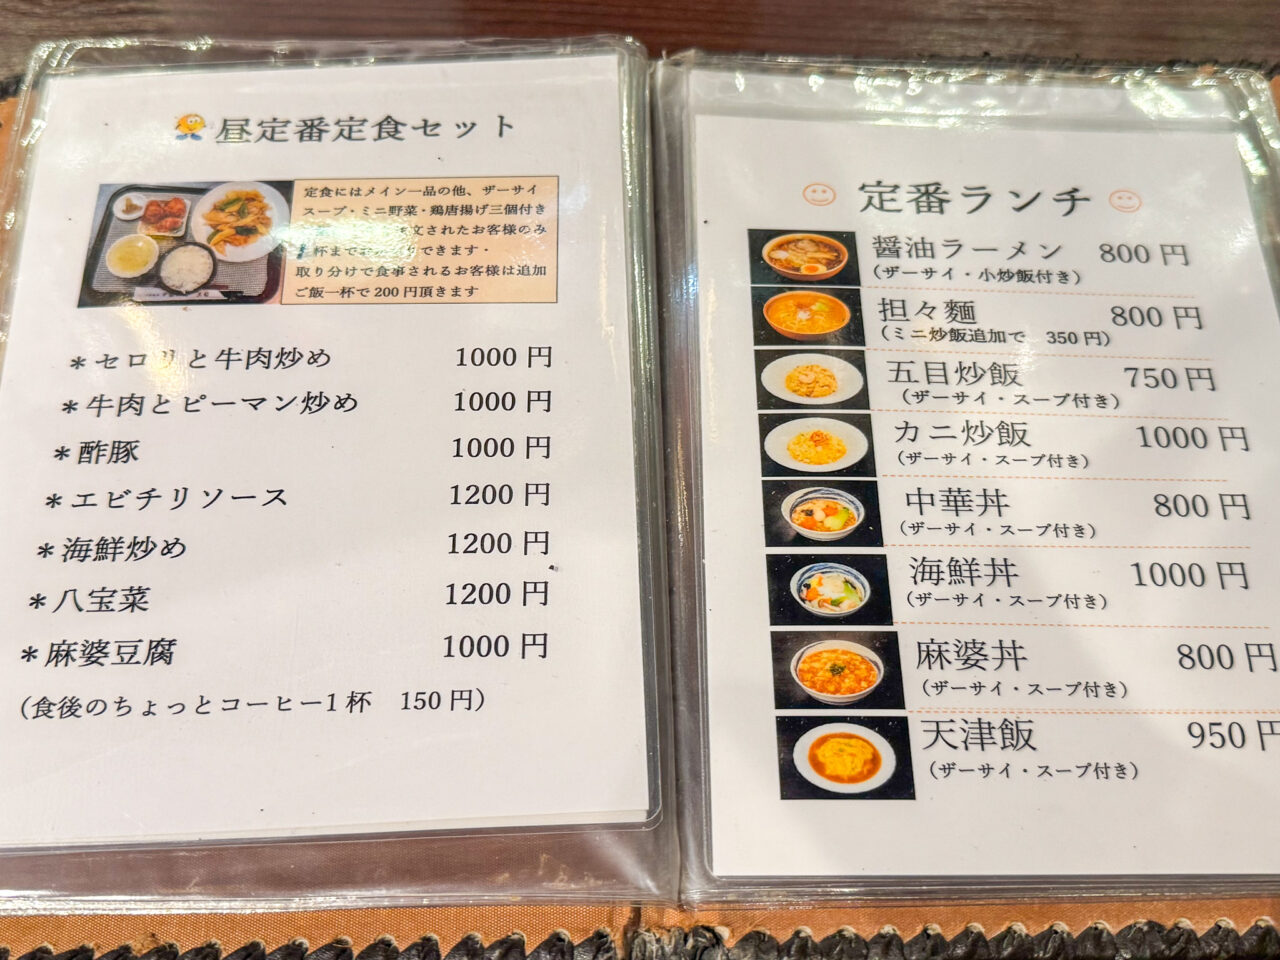 昼定番定食セット
定食にはメイン一品の他、ザーサイ
スープ・ミニ野菜・鶏唐揚げ三個付き
文されたお客様のみ
杯まで できます・
取り分けで食事されるお客様は追加
ご飯一杯で200円頂きます
＊セロリと牛肉炒め 1000円
＊牛肉とピーマン炒め 1000円
＊酢豚 1000円
＊エビチリソース 1200円
＊海鮮炒め 1200円
＊八宝菜 1200円
＊麻婆豆腐 1000円
（食後のちょっとコーヒー1杯 150円）
定番ランチ
醤油ラーメン 800円
（ザーサイ・小炒飯付き）
担々麺 800円
（ミニ炒飯追加で 350円）
五目炒飯 750円
（ザーサイ・スープ付き）
カニ炒飯 1000円
（ザーサイ・スープ付き）
中華丼 800円
（ザーサイ・スープ付き）
海鮮丼 1000円
（ザーサイ・スープ付き）
麻婆丼 800円
（ザーサイ・スープ付き）
天津飯 950円
（ザーサイ・スープ付き）